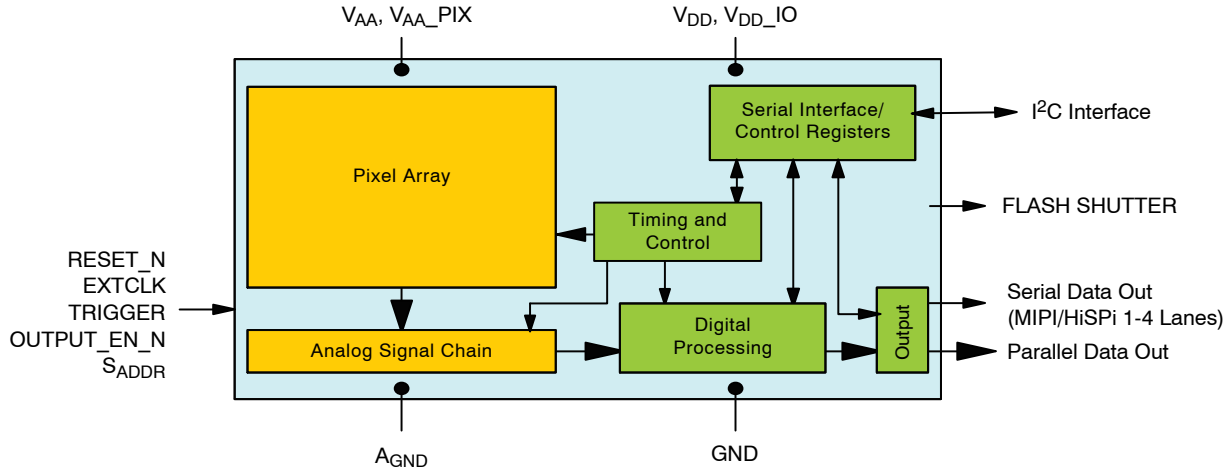 VAA, VAA_PIX
VDD, VDD_IO
Serial Interface/
Control Registers
I2C Interface
Pixel Array
FLASH SHUTTER
Timing and
Control
RESET_N
EXTCLK
TRIGGER
OUTPUT_EN_N
SADDR
Serial Data Out
(MIPI/HiSPi 1-4 Lanes)
Analog Signal Chain
Digital
Processing
Output
Parallel Data Out
AGND
GND